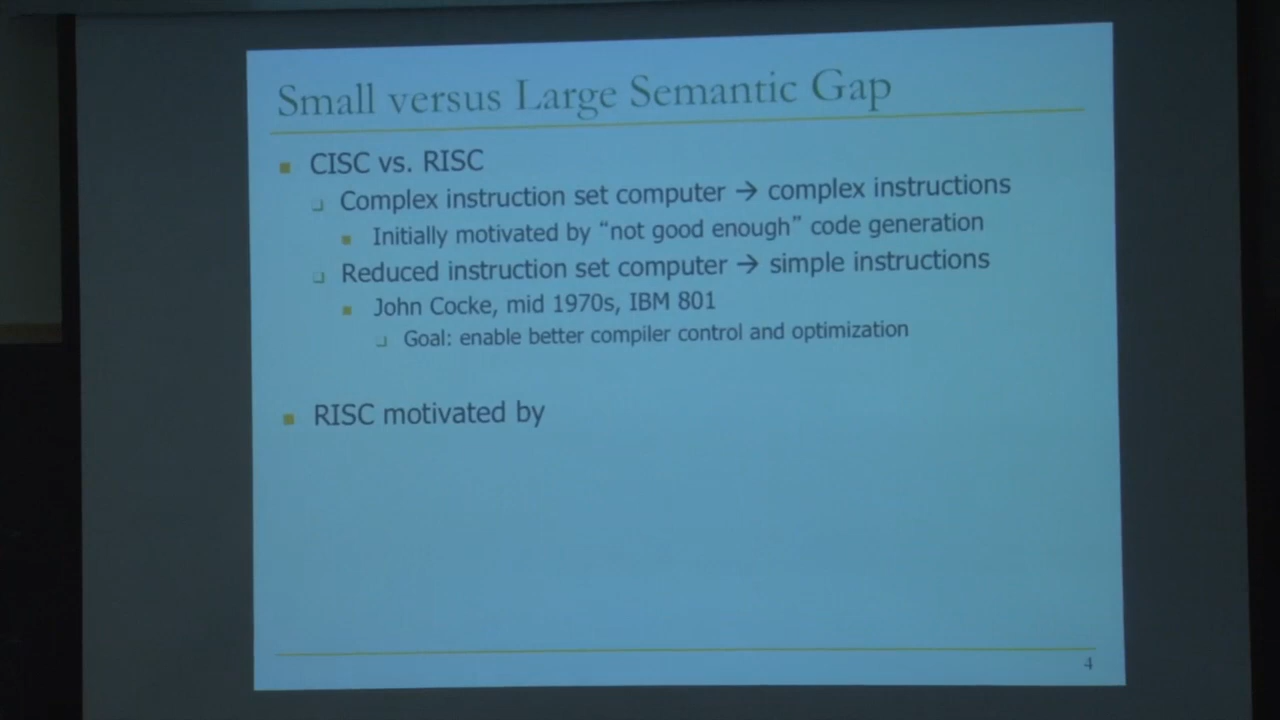 Small versus Large Semantic Gap
CISC vs. RISC
Complex instruction set computer → complex instructions
Initially motivated by “not good enough” code generation
Reduced instruction set computer → simple instructions
John Cocke, mid 1970s, IBM 801
Goal: enable better compiler control and optimization
RISC motivated by
4